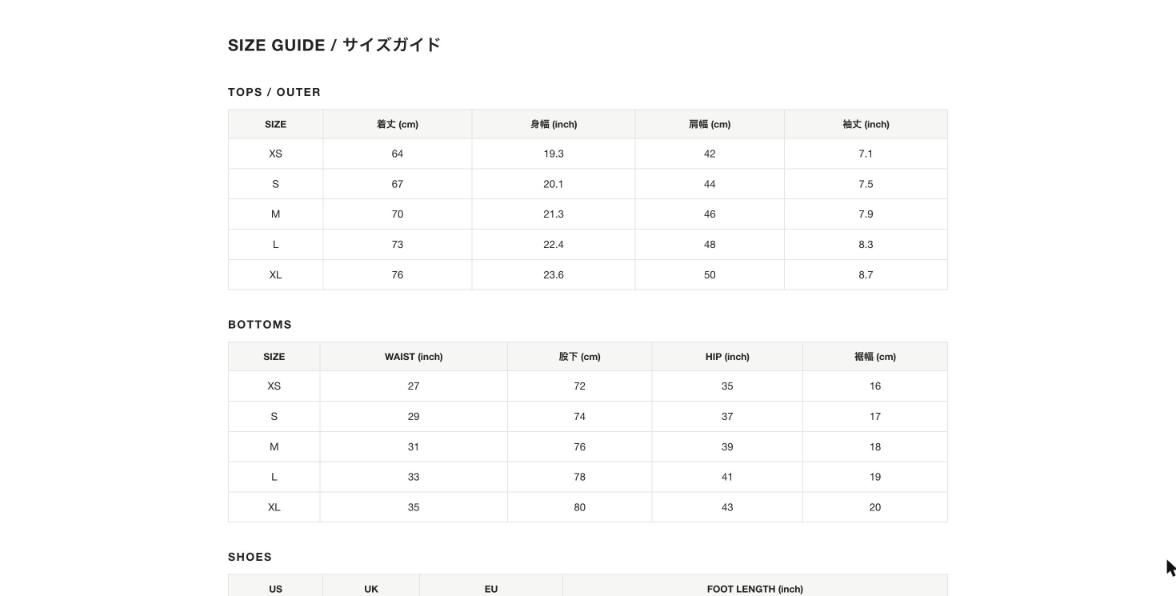 SIZE GUIDE / サイズガイド
TOPS / OUTER
SIZE 着丈 (cm) 身幅 (inch) 肩幅 (cm) 袖丈 (inch)
XS 64 19.3 42 7.1
S 67 20.1 44 7.5
M 70 21.3 46 7.9
L 73 22.4 48 8.3
XL 76 23.6 50 8.7
BOTTOMS
SIZE WAIST (inch) 股下 (cm) HIP (inch) 裾幅 (cm)
XS 27 72 35 16
S 29 74 37 17
M 31 76 39 18
L 33 78 41 19
XL 35 80 43 20
SHOES
US UK EU FOOT LENGTH (inch)